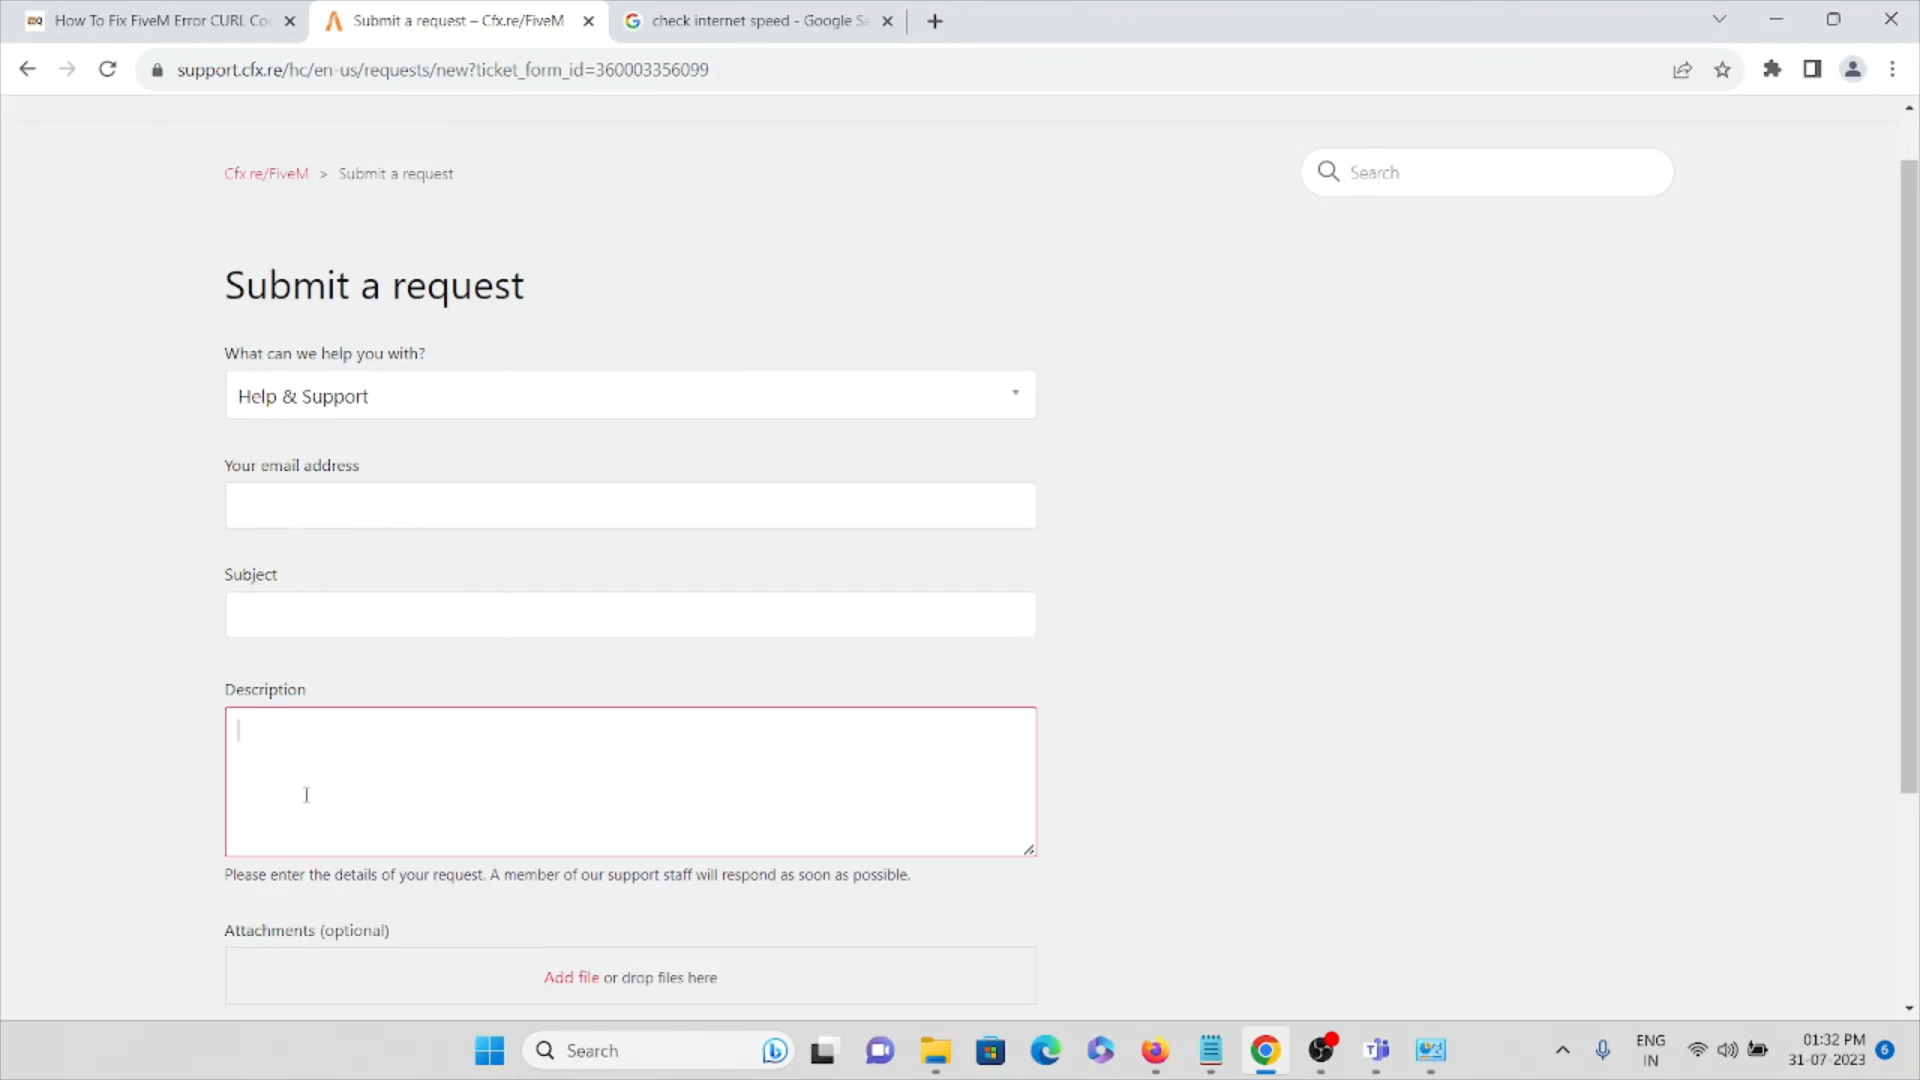 How To Fix FiveM Error CURL Co
Submit a request – Cfx.re/FiveM
check internet speed - Google Se
support.cfx.re/hc/en-us/requests/new?ticket_form_id=360003356099
Cfx.re/FiveM > Submit a request
Search
Submit a request
What can we help you with?
Help & Support
Your email address
Subject
Description
Please enter the details of your request. A member of our support staff will respond as soon as possible.
Attachments (optional)
Add file or drop files here
Search
ENG
IN
01:32 PM
31-07-2023
6